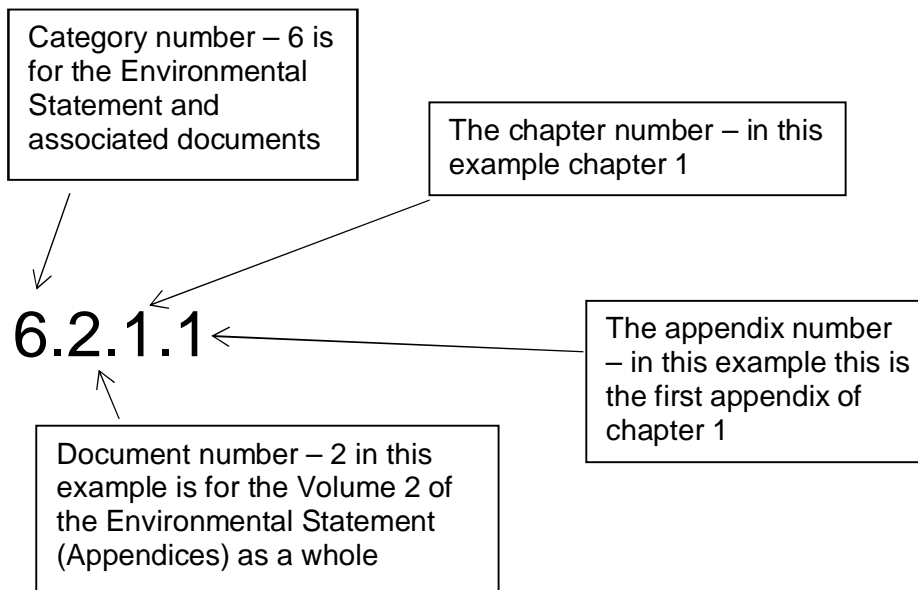 Category number – 6 is
for the Environmental
Statement and
associated documents
The chapter number – in this
example chapter 1
6.2.1.1
The appendix number
– in this example this is
the first appendix of
chapter 1
Document number – 2 in this
example is for the Volume 2 of
the Environmental Statement
(Appendices) as a whole